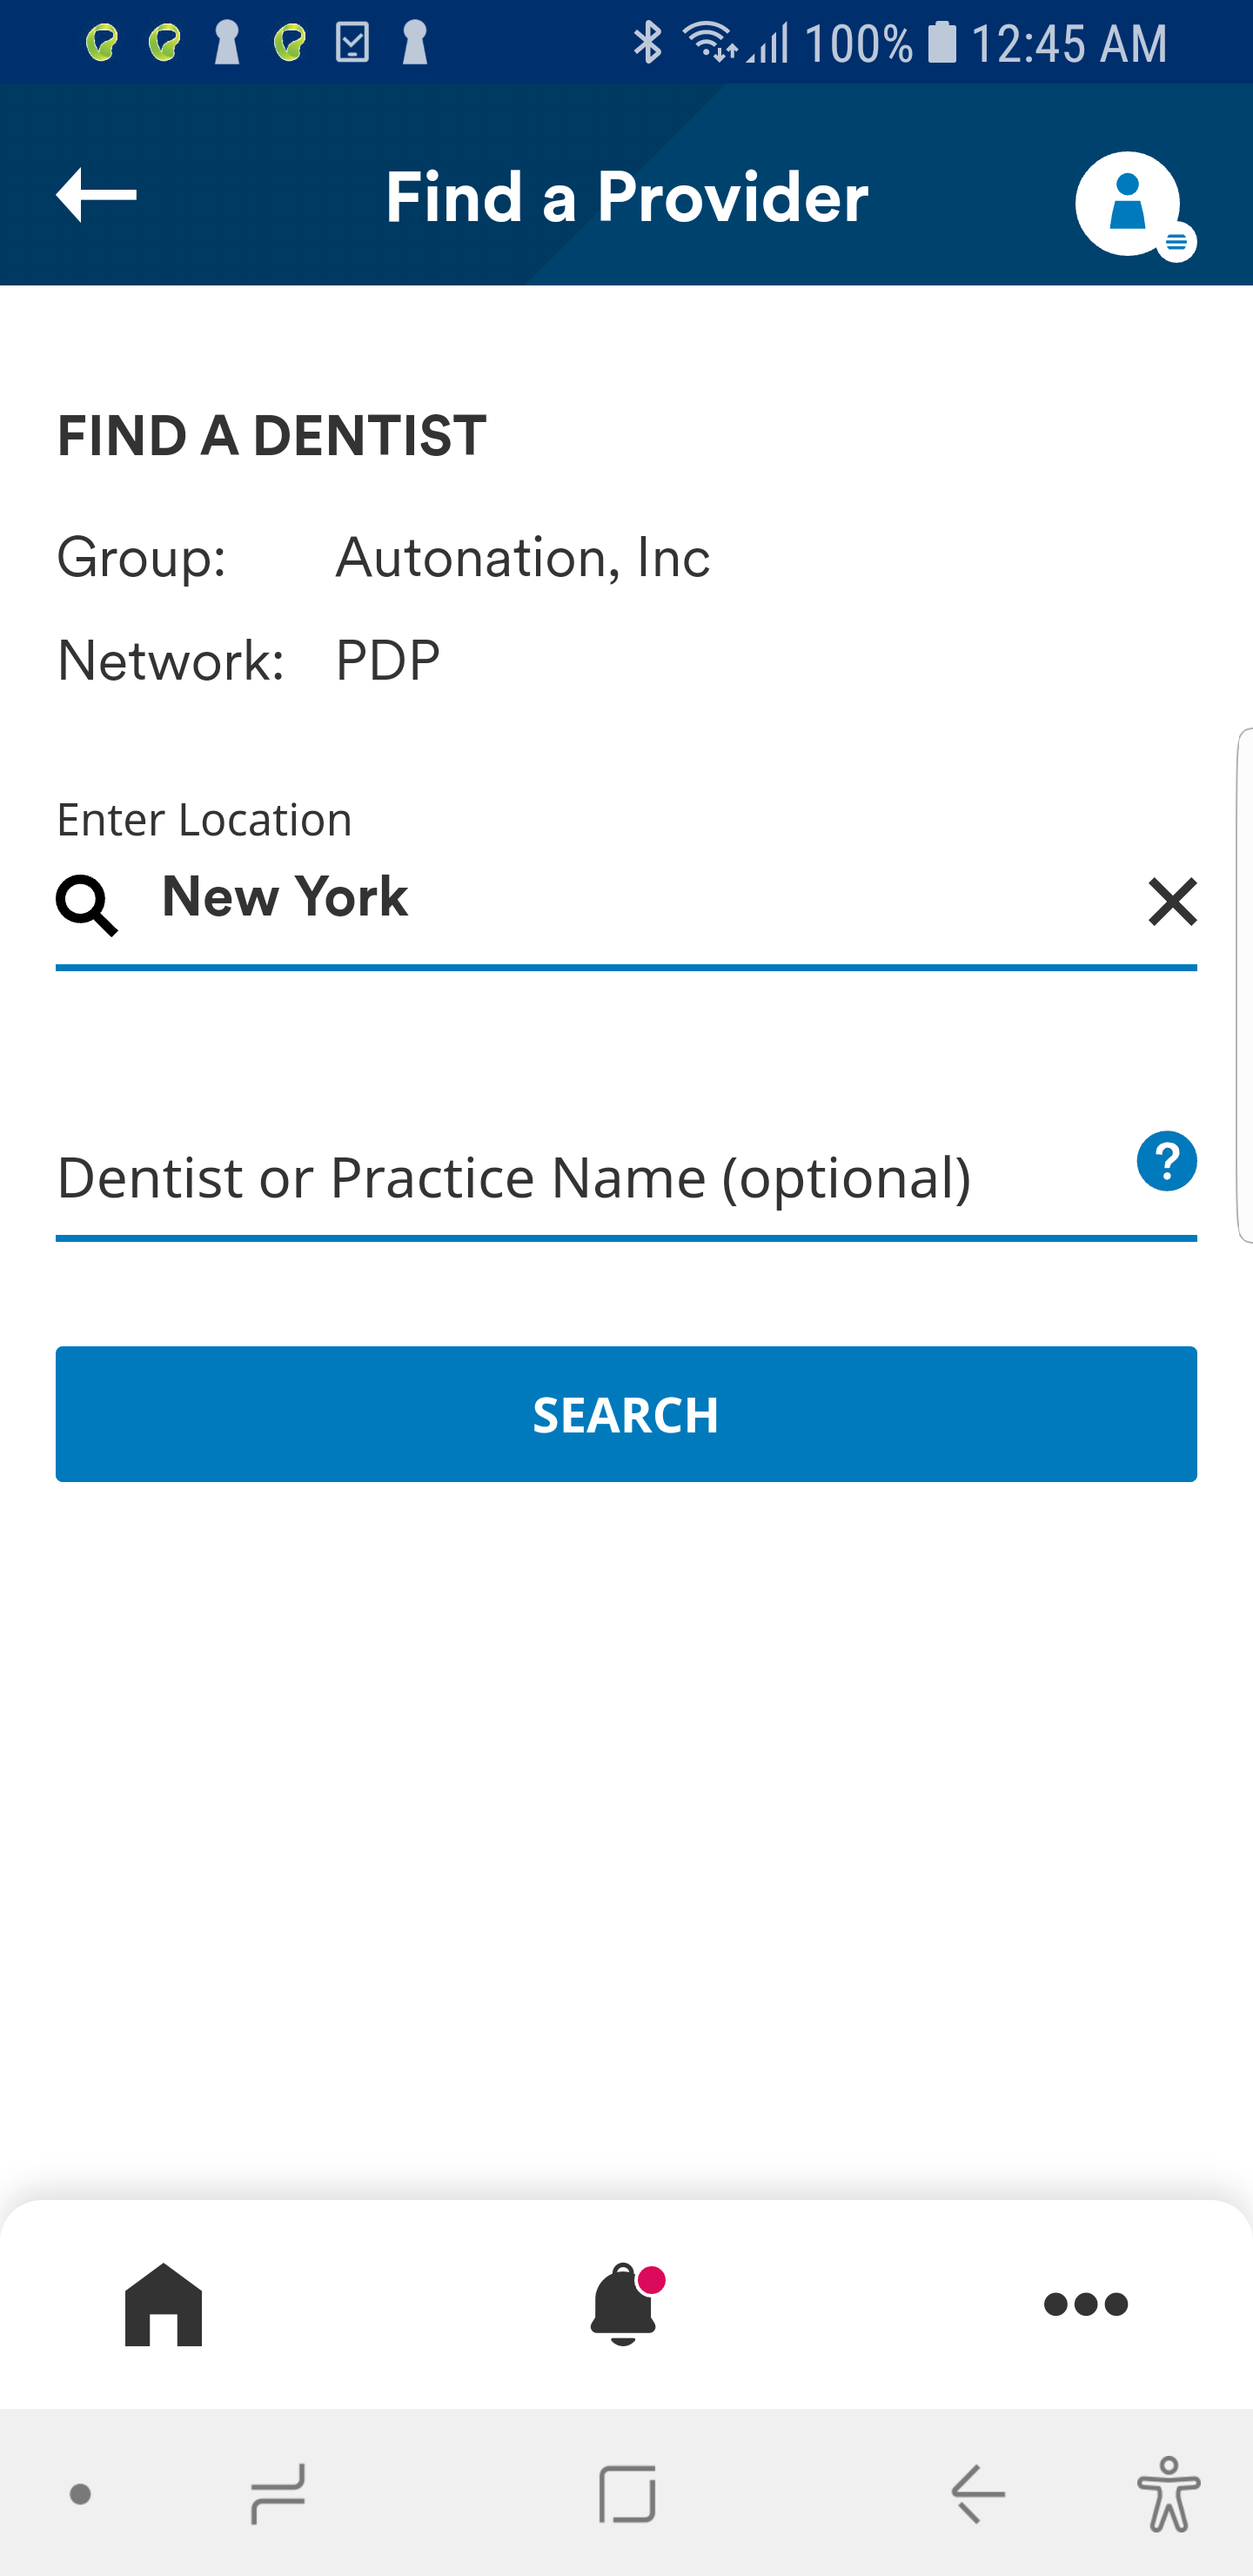 100% 12:45 AM
Find a Provider
FIND A DENTIST
Group: Autonation, Inc
Network: PDP
Enter Location
New York
Dentist or Practice Name (optional)
?
SEARCH